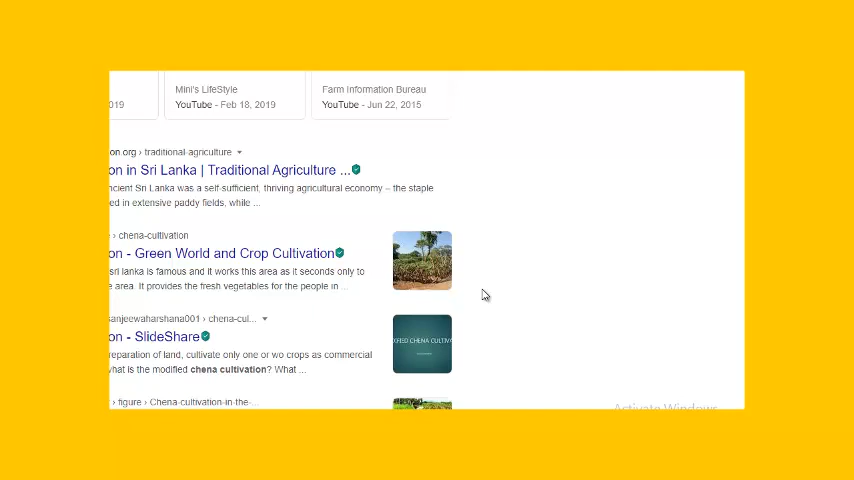 Mini's LifeStyle
Farm Information Bureau
019
YouTube - Feb 18, 2019
YouTube - Jun 22, 2015
on.org › traditional-agriculture
on in Sri Lanka | Traditional Agriculture ...
ncient Sri Lanka was a self-sufficient, thriving agricultural economy – the staple
ed in extensive paddy fields, while ...
› chena-cultivation
on - Green World and Crop Cultivation
sri lanka is famous and it works this area as it seconds only to
e area. It provides the fresh vegetables for the people in ...
sanjeewaharshana001 › chena-cul...
on - SlideShare
IFIED CHENA CULTIVA
reparation of land, cultivate only one or wo crops as commercial
what is the modified chena cultivation? What ...
› figure › Chena-cultivation-in-the-...
Activate Windows